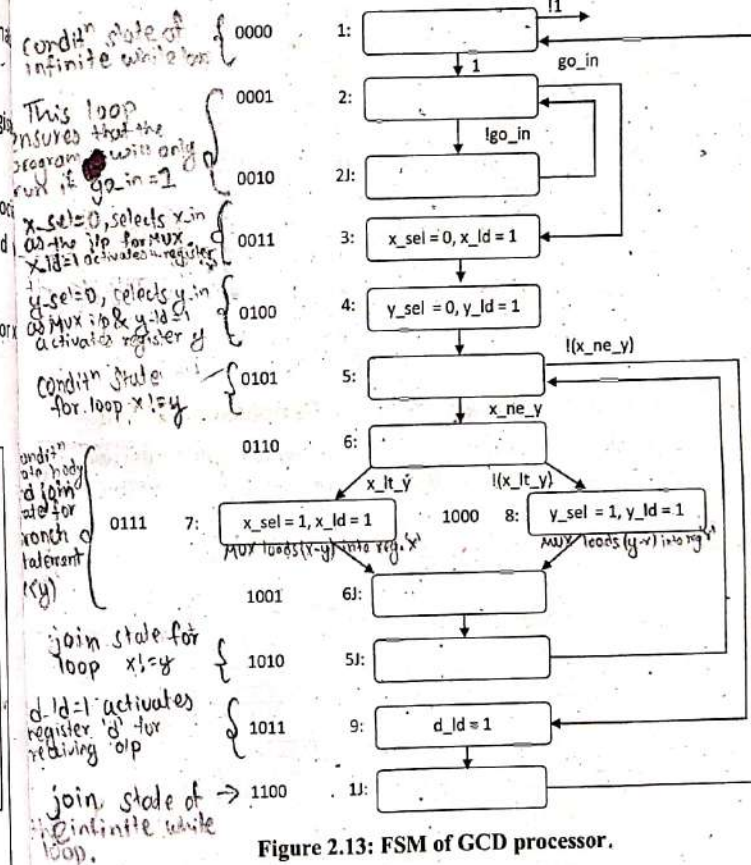 !1
condit^n state of
infinite while
0000
1:
1
go_in
This loop
ensures that the
program will only
run if go_in = 1
0001
2:
!go_in
0010
2J:
x_sel=0, selects x_in
as the i/p for MUX.
x_ld=1 activates register
0011
3:
x_sel = 0, x_ld = 1
y_sel=0, selects y_in
as MUX i/p & y_ld=1
activates register y
0100
4:
y_sel = 0, y_ld = 1
!(x_ne_y)
condit^n state
for loop x!=y
0101
5:
x_ne_y
0110
6:
x_lt_y
!(x_lt_y)
0111
7:
x_sel = 1, x_ld = 1
1000
8:
y_sel = 1, y_ld = 1
MUX loads (x-y) into reg. 'x'
MUX loads (y-x) into reg
1001
6J:
join state for
loop x!=y
1010
5J:
d_ld=1 activates
register 'd' for
o/p
1011
9:
d_ld = 1
join state of → 1100
1J:
the infinite while
loop.
Figure 2.13: FSM of GCD processor.